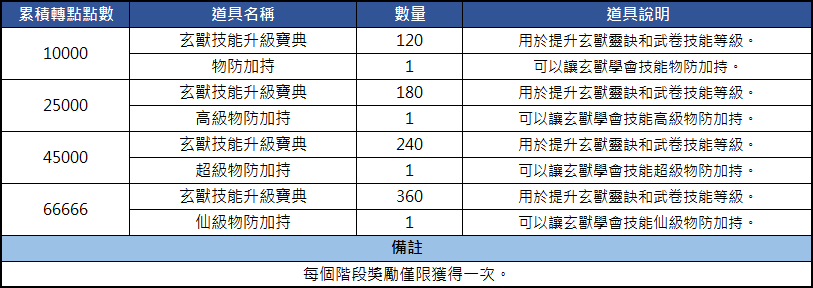 累積轉點點數 道具名稱 數量 道具說明
10000 玄獸技能升級寶典 120 用於提升玄獸靈訣和武卷技能等級。
物防加持 1 可以讓玄獸學會技能物防加持。
25000 玄獸技能升級寶典 180 用於提升玄獸靈訣和武卷技能等級。
高級物防加持 1 可以讓玄獸學會技能高級物防加持。
45000 玄獸技能升級寶典 240 用於提升玄獸靈訣和武卷技能等級。
超級物防加持 1 可以讓玄獸學會技能超級物防加持。
66666 玄獸技能升級寶典 360 用於提升玄獸靈訣和武卷技能等級。
仙級物防加持 1 可以讓玄獸學會技能仙級物防加持。
備註
每個階段獎勵僅限獲得一次。